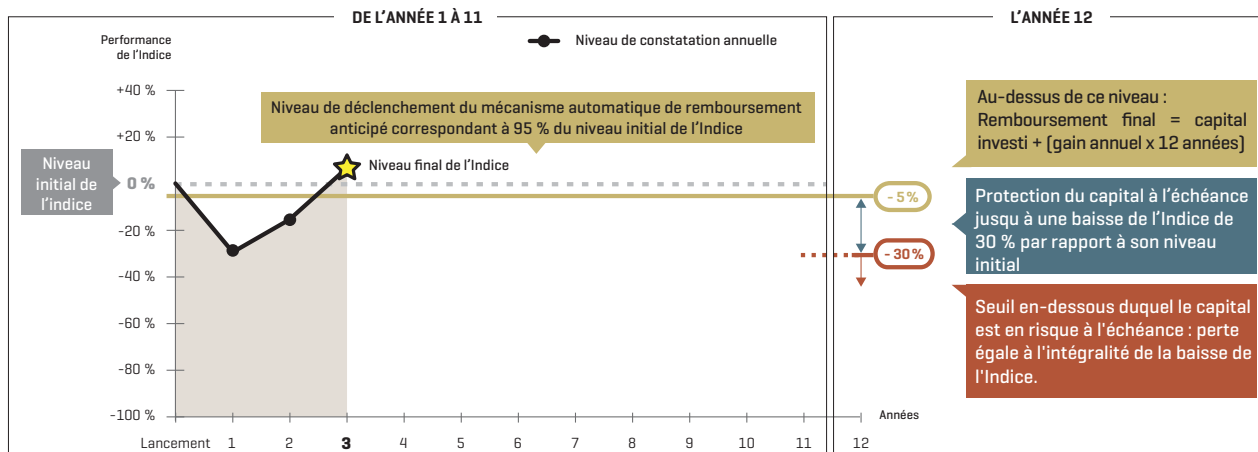 DE L'ANNÉE 1 À 11
L'ANNÉE 12
Performance
de l'Indice
Niveau de constatation annuelle
+40 %
+20 %
0 %
-20 %
-40 %
-60 %
-80 %
-100 %
Niveau
initial de
l'indice
Niveau de déclenchement du mécanisme automatique de remboursement
anticipé correspondant à 95 % du niveau initial de l'Indice
Niveau final de l'Indice
- 5 %
- 30 %
Au-dessus de ce niveau :
Remboursement final = capital
investi + (gain annuel x 12 années)
Protection du capital à l'échéance
jusqu à une baisse de l'Indice de
30 % par rapport à son niveau
initial
Seuil en-dessous duquel le capital
est en risque à l'échéance : perte
égale à l'intégralité de la baisse de
l'Indice.
Années
Lancement 1 2 3 4 5 6 7 8 9 10 11 12